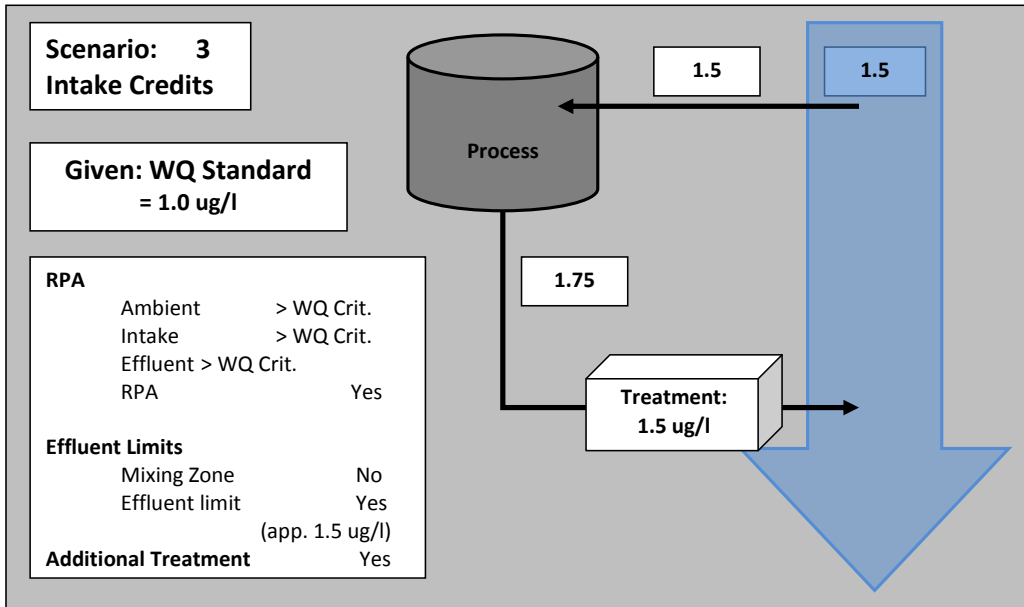 Scenario: 3
Intake Credits
Given: WQ Standard
= 1.0 ug/l
RPA
Ambient > WQ Crit.
Intake > WQ Crit.
Effluent > WQ Crit.
RPA Yes
Effluent Limits
Mixing Zone No
Effluent limit Yes
(app. 1.5 ug/l)
Additional Treatment Yes
1.5
1.5
Process
1.75
Treatment:
1.5 ug/l